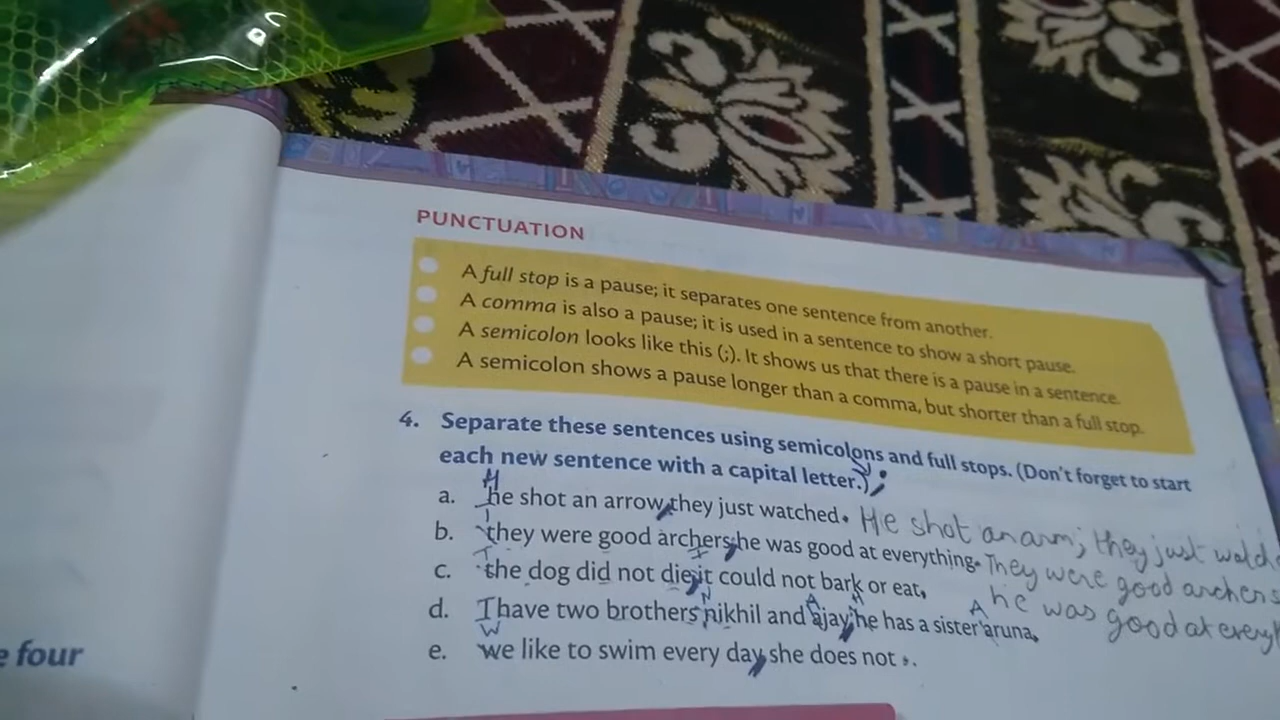 PUNCTUATION
A full stop is a pause; it separates one sentence from another.
A comma is also a pause; it is used in a sentence to show a short pause.
A semicolon looks like this (;). It shows us that there is a pause in a sentence.
A semicolon shows a pause longer than a comma, but shorter than a full stop.
4. Separate these sentences using semicolons and full stops. (Don't forget to start
each new sentence with a capital letter.) ;
H
a. he shot an arrow; they just watched. He shot an arm; they just
T
b. they were good archers; he was good at everything. They were good archers
T I
c. the dog did not die; it could not bark or eat. he was good at
N A H A
d. I have two brothers nikhil and ajay; he has a sister aruna.
W
e. we like to swim every day; she does not .
e four